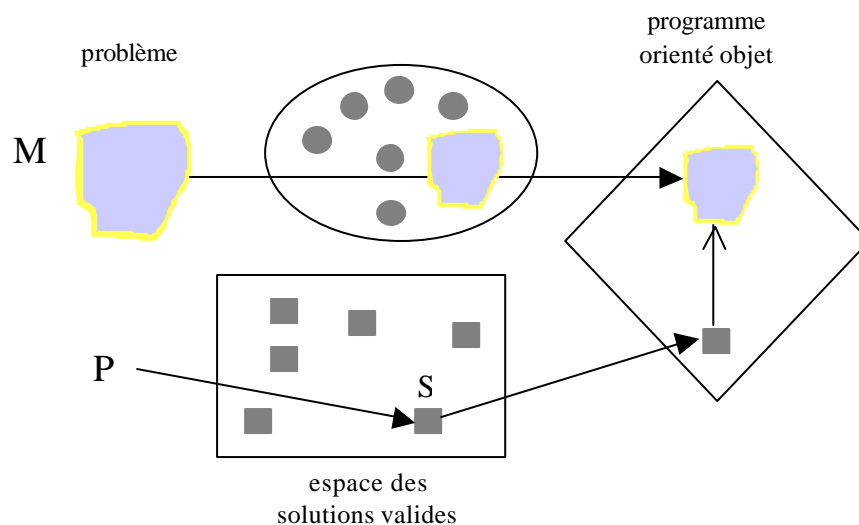 problème
programme
orienté objet
M
P
S
espace des
solutions valides